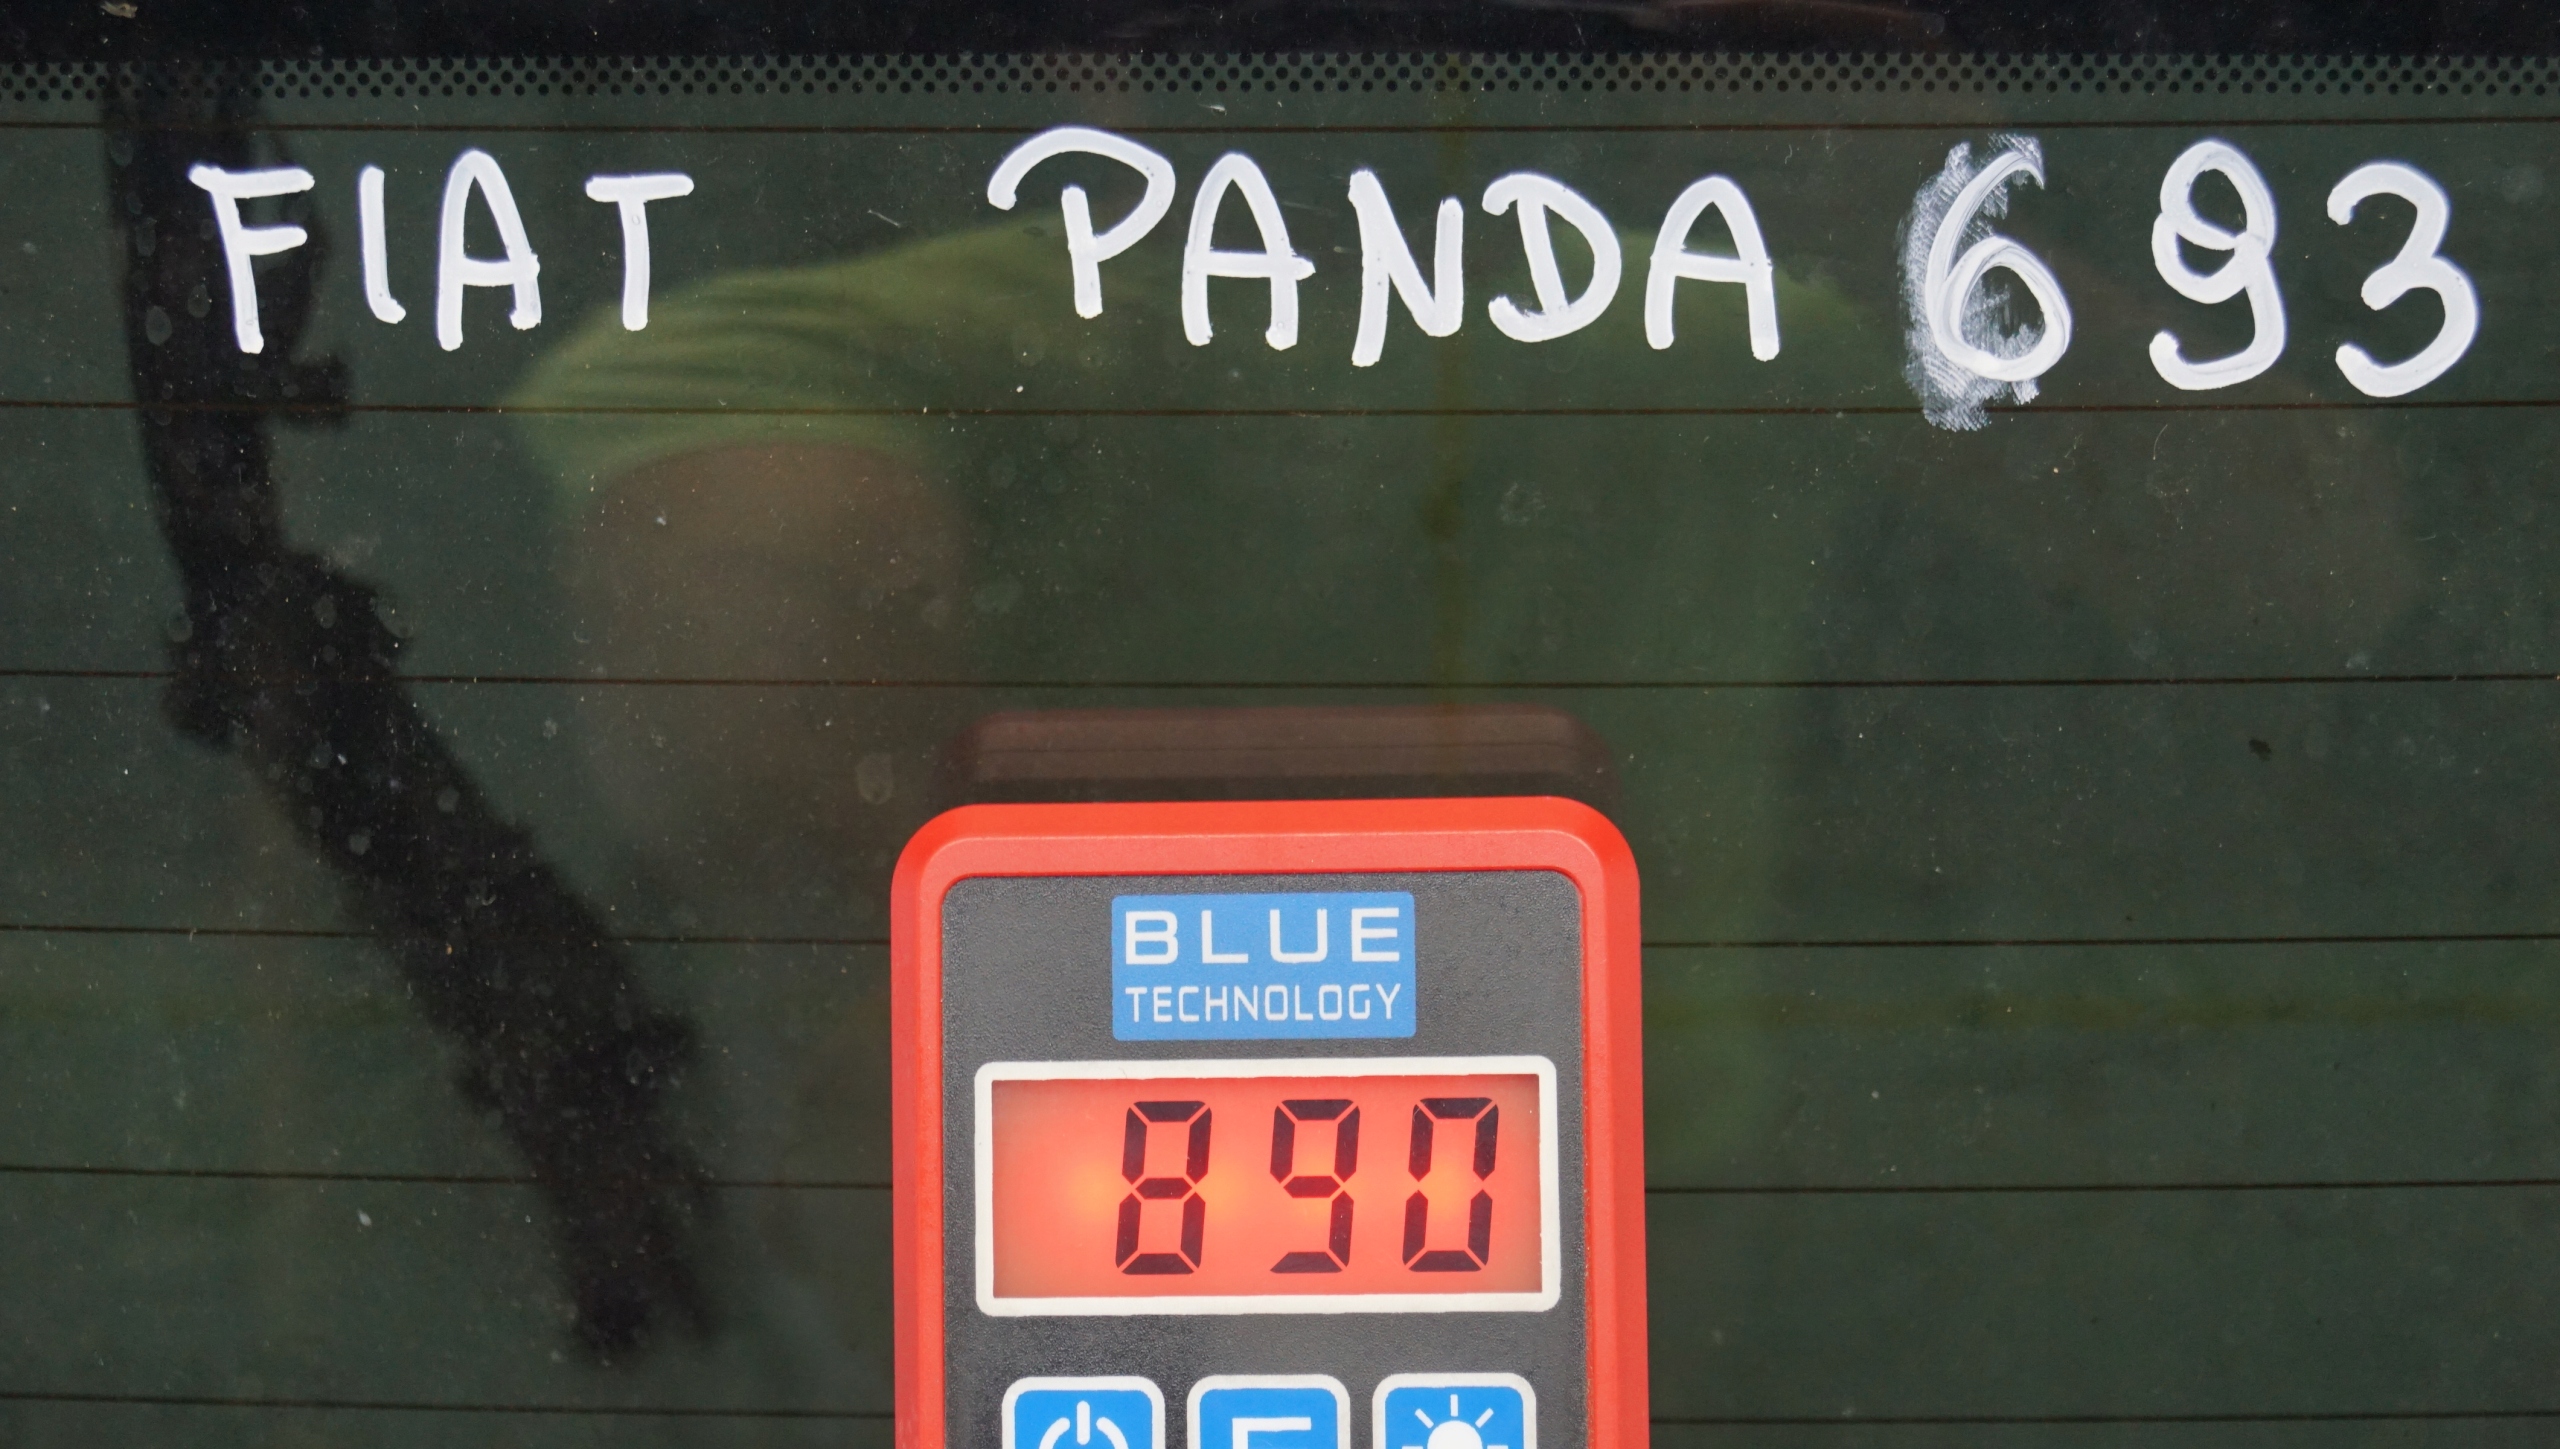 FIAT PANDA 693
BLUE
TECHNOLOGY
890